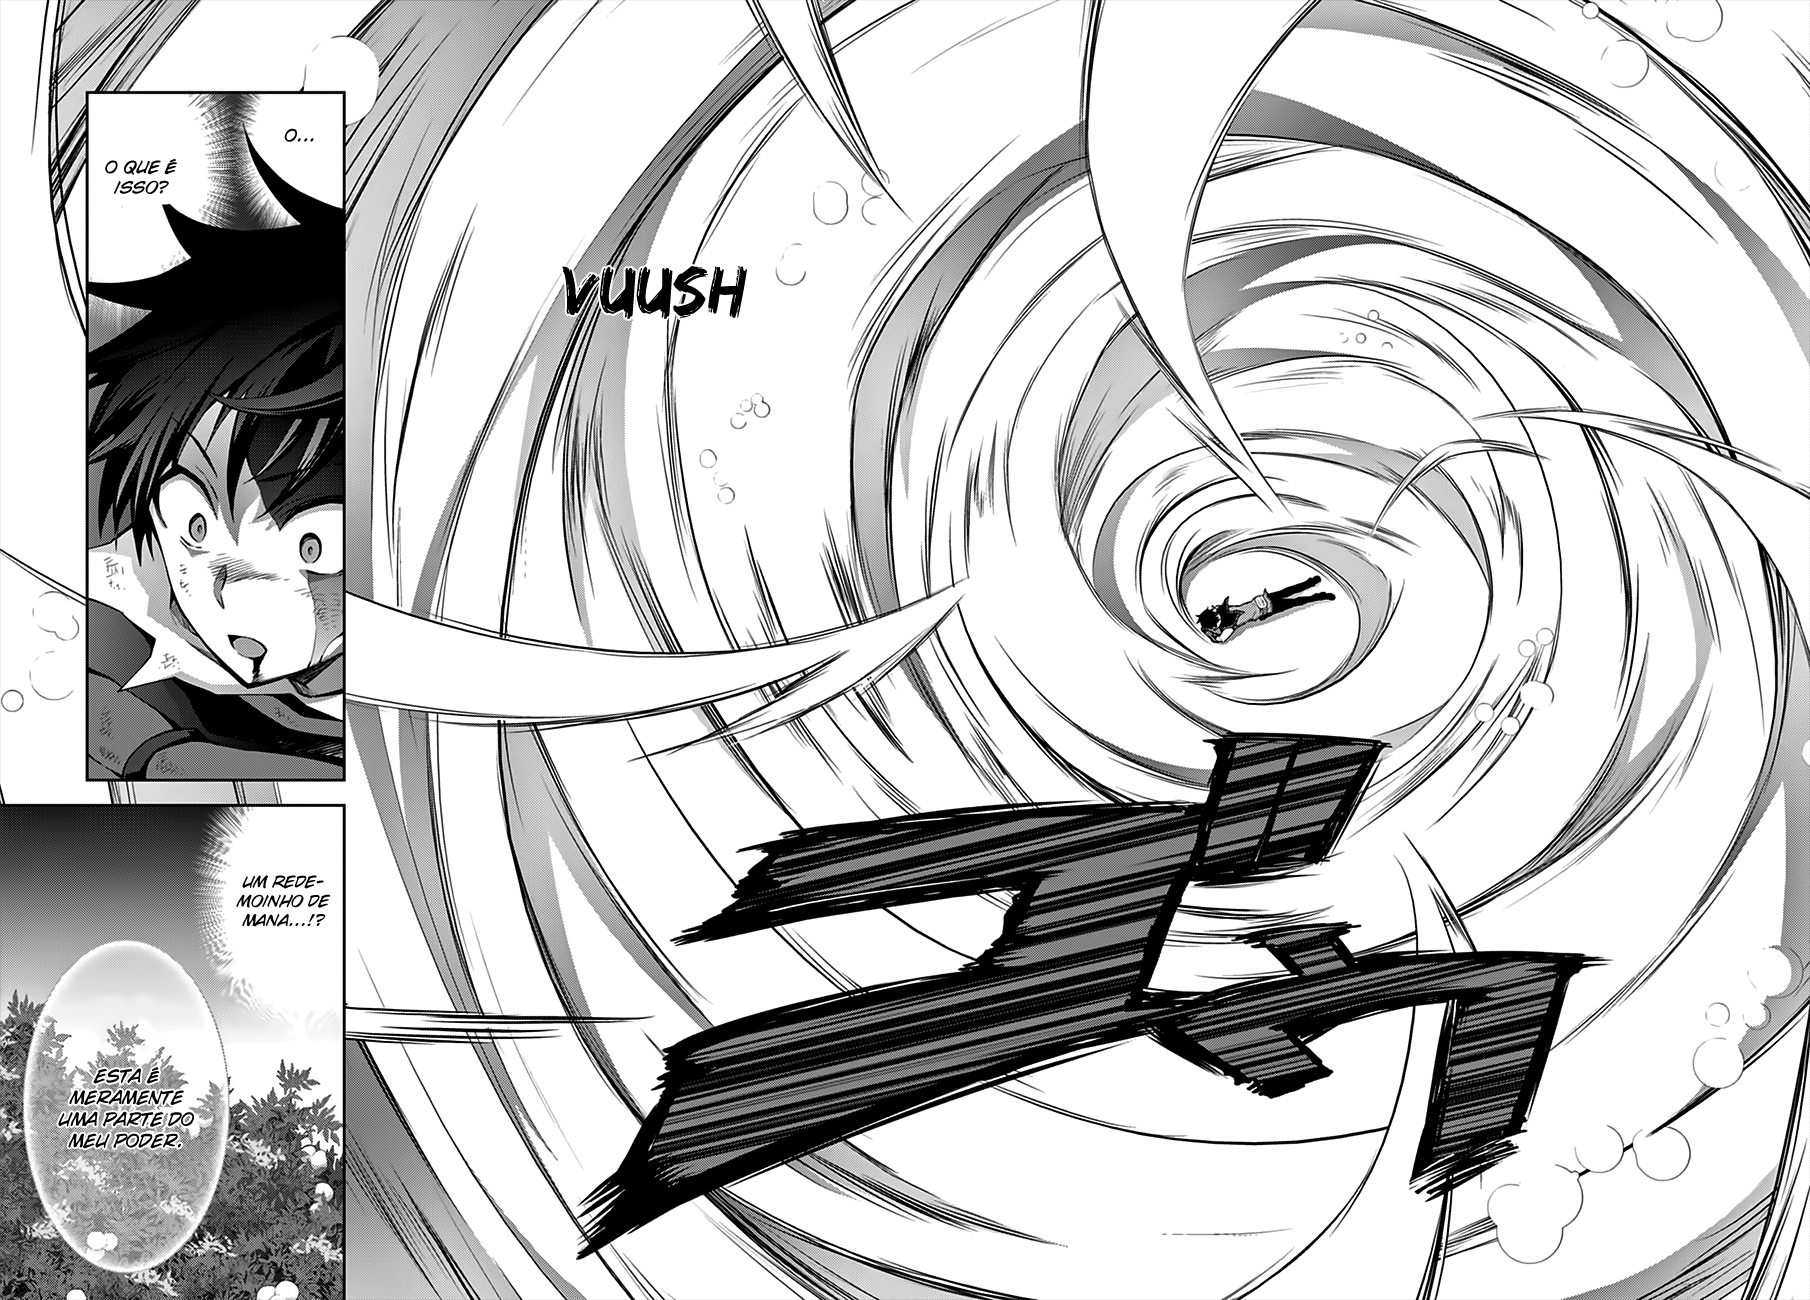 VUUSH
O...
O QUE É
ISSO?
UM REDE-
MOINHO DE
MANA...!?
ESTA É
MERAMENTE
UMA PARTE DO
MEU PODER.